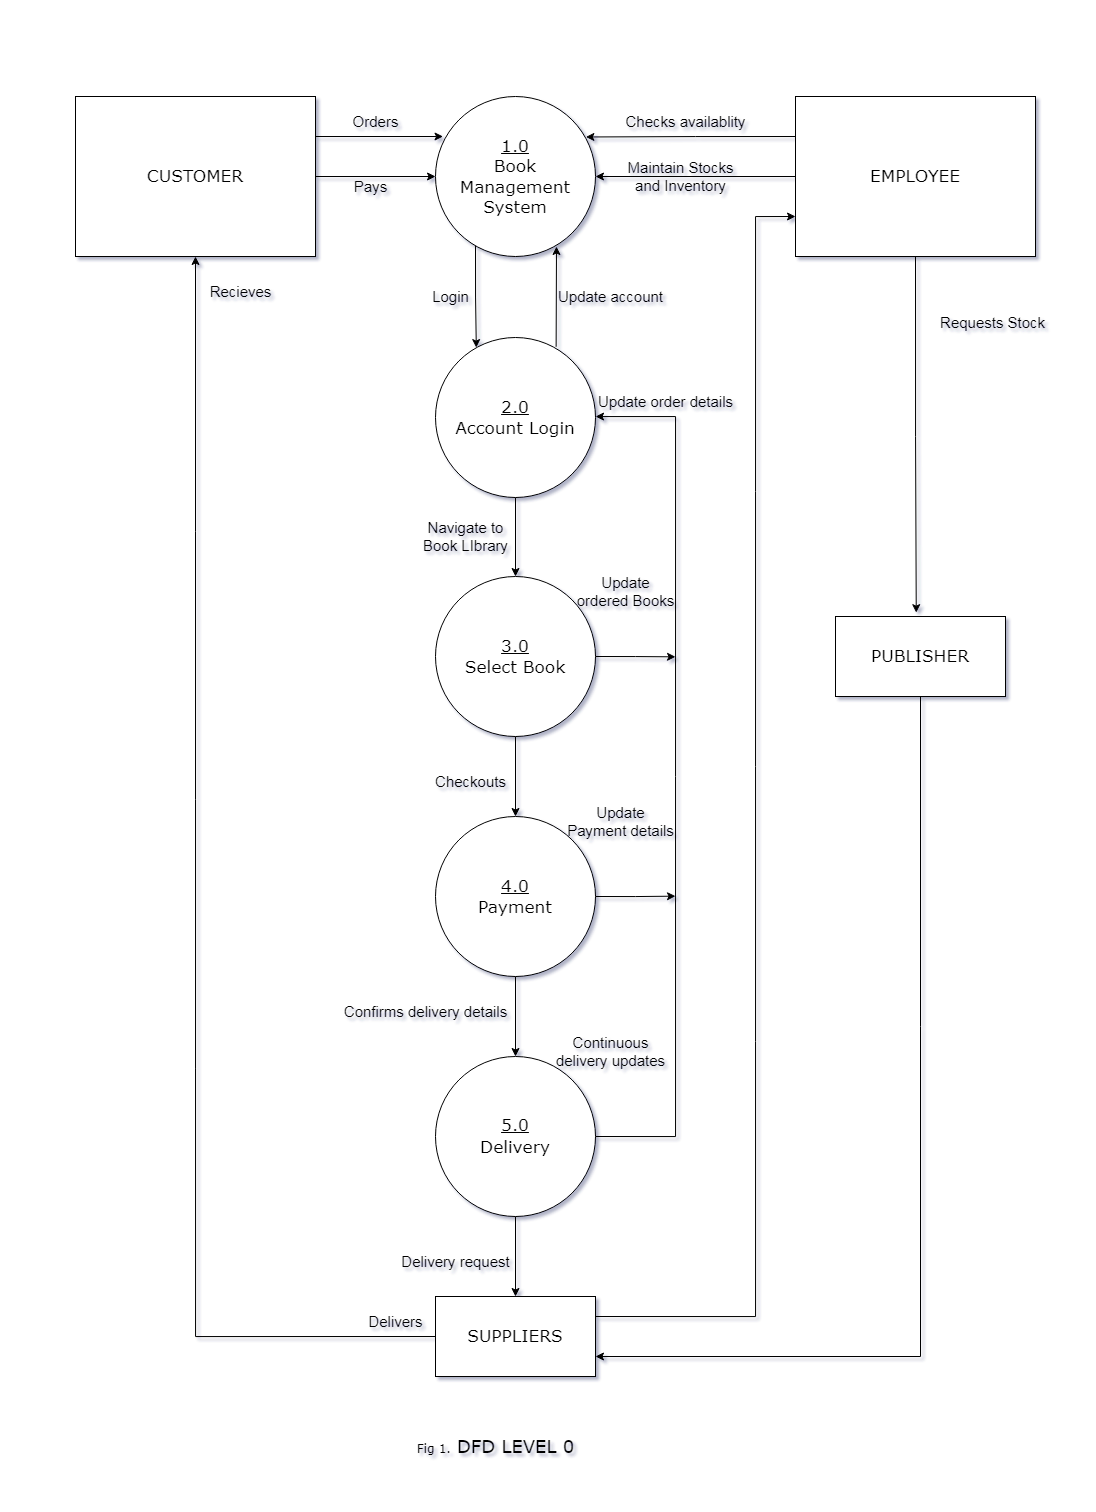 Orders
Checks availablity
CUSTOMER
1.0
Book
Management
System
Maintain Stocks
and Inventory
EMPLOYEE
Pays
Recieves
Login
Update account
Requests Stock
2.0
Account Login
Update order details
Navigate to
Book LIbrary
Update
ordered Books
3.0
Select Book
PUBLISHER
Checkouts
Update
Payment details
4.0
Payment
Confirms delivery details
Continuous
delivery updates
5.0
Delivery
Delivery request
Delivers
SUPPLIERS
Fig 1. DFD LEVEL 0